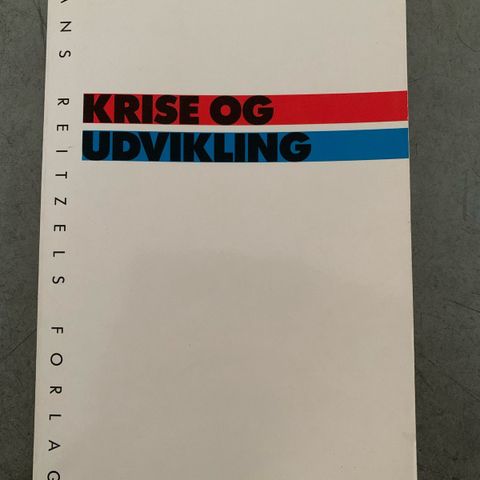 KRISE OG
UDVIKLING
ANS REITZELS FORLAG